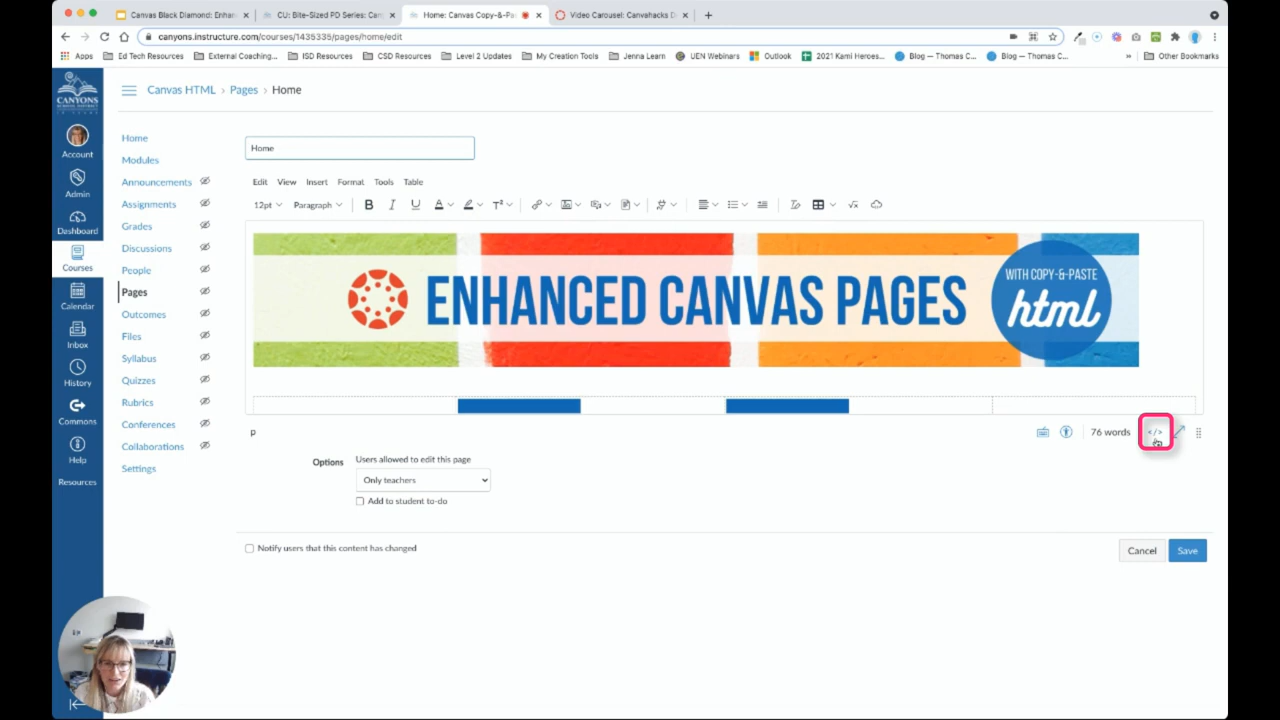 Canvas Black Diamond: Enhan
CU: Bite-Sized PD Series: Can
Home: Canvas Copy-&-Pa
Video Carousel: Canvahacks D
canyons.instructure.com/courses/1435335/pages/home/edit
Apps
Ed Tech Resources
External Coaching...
ISD Resources
CSD Resources
Level 2 Updates
My Creation Tools
Jenna Learn
UEN Webinars
Outlook
2021 Kami Heroes...
Blog — Thomas C...
Blog — Thomas C...
»
Other Bookmarks
CANYONS
SCHOOL DISTRICT
Account
Admin
Dashboard
Courses
Calendar
Inbox
History
Commons
Help
Resources
Canvas HTML > Pages > Home
Home
Modules
Announcements
Assignments
Grades
Discussions
People
Pages
Outcomes
Files
Syllabus
Quizzes
Rubrics
Conferences
Collaborations
Settings
Home
Edit View Insert Format Tools Table
12pt Paragraph B I U A T²
ENHANCED CANVAS PAGES
WITH COPY-&-PASTE
html
p
76 words </>
Options
Users allowed to edit this page
Only teachers
Add to student to-do
Notify users that this content has changed
Cancel Save